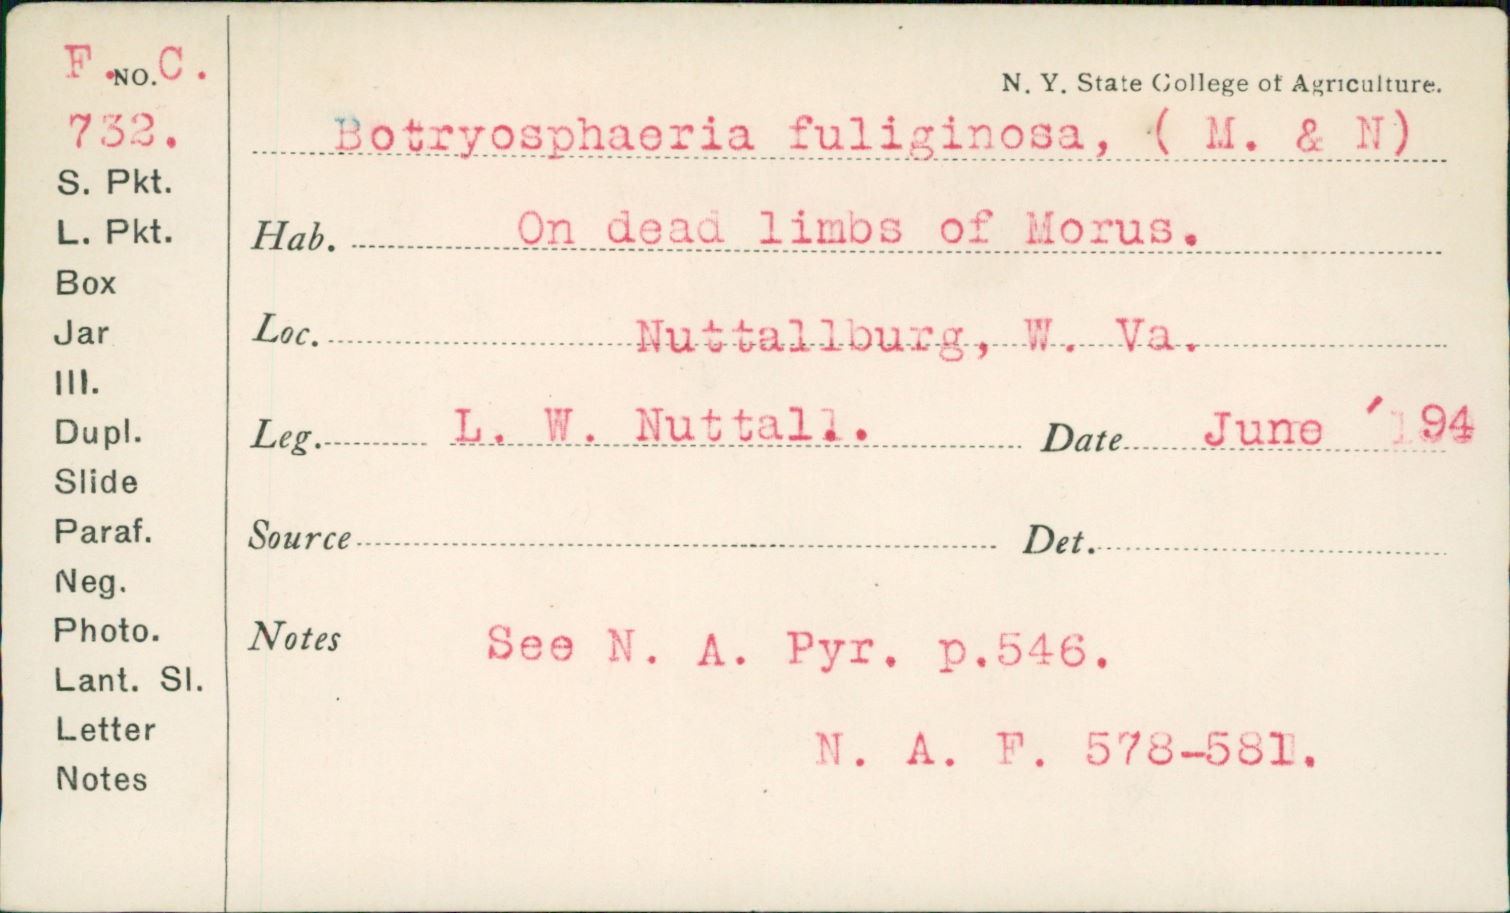 F. NO. C.
732.
S. Pkt.
L. Pkt.
Box
Jar
Ill.
Dupl.
Slide
Paraf.
Neg.
Photo.
Lant. Sl.
Letter
Notes
N. Y. State College of Agriculture.
Botryosphaeria fuliginosa, ( M. & N)
Hab. On dead limbs of Morus.
Loc. Nuttallburg, W. Va.
Leg. L. W. Nuttall. Date June '94
Source Det.
Notes See N. A. Pyr. p.546.
N. A. F. 578-581.